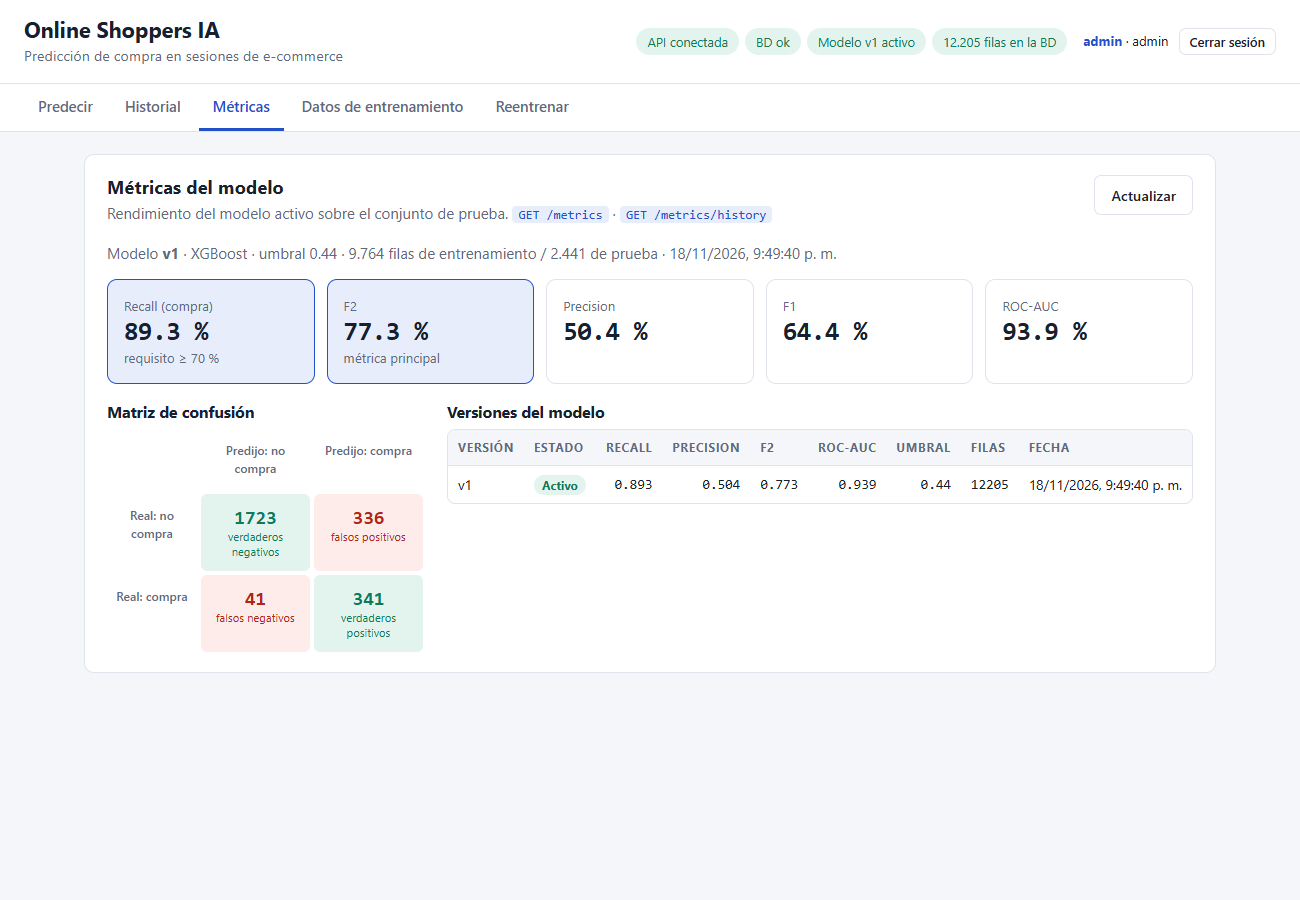 Online Shoppers IA
Predicción de compra en sesiones de e-commerce
API conectada
BD ok
Modelo v1 activo
12.205 filas en la BD
admin · admin
Cerrar sesión
Predecir
Historial
Métricas
Datos de entrenamiento
Reentrenar
Métricas del modelo
Rendimiento del modelo activo sobre el conjunto de prueba. GET /metrics · GET /metrics/history
Actualizar
Modelo v1 · XGBoost · umbral 0.44 · 9.764 filas de entrenamiento / 2.441 de prueba · 18/11/2026, 9:49:40 p. m.
Recall (compra)
89.3 %
requisito ≥ 70 %
F2
77.3 %
métrica principal
Precision
50.4 %
F1
64.4 %
ROC-AUC
93.9 %
Matriz de confusión
Predijo: no
compra
Predijo: compra
Real: no
compra
1723
verdaderos
negativos
336
falsos positivos
Real: compra
41
falsos negativos
341
verdaderos
positivos
Versiones del modelo
VERSIÓN ESTADO RECALL PRECISION F2 ROC-AUC UMBRAL FILAS FECHA
v1 Activo 0.893 0.504 0.773 0.939 0.44 12205 18/11/2026, 9:49:40 p. m.